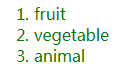 1. fruit
2. vegetable
3. animal